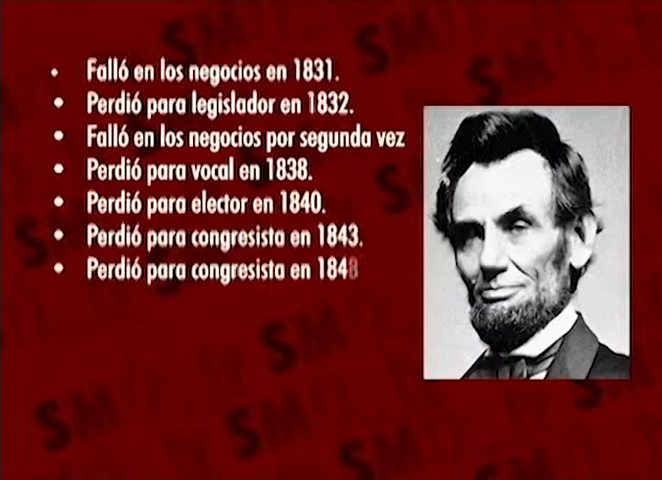 • Falló en los negocios en 1831.
• Perdió para legislador en 1832.
• Falló en los negocios por segunda vez
• Perdió para vocal en 1838.
• Perdió para elector en 1840.
• Perdió para congresista en 1843.
• Perdió para congresista en 1848